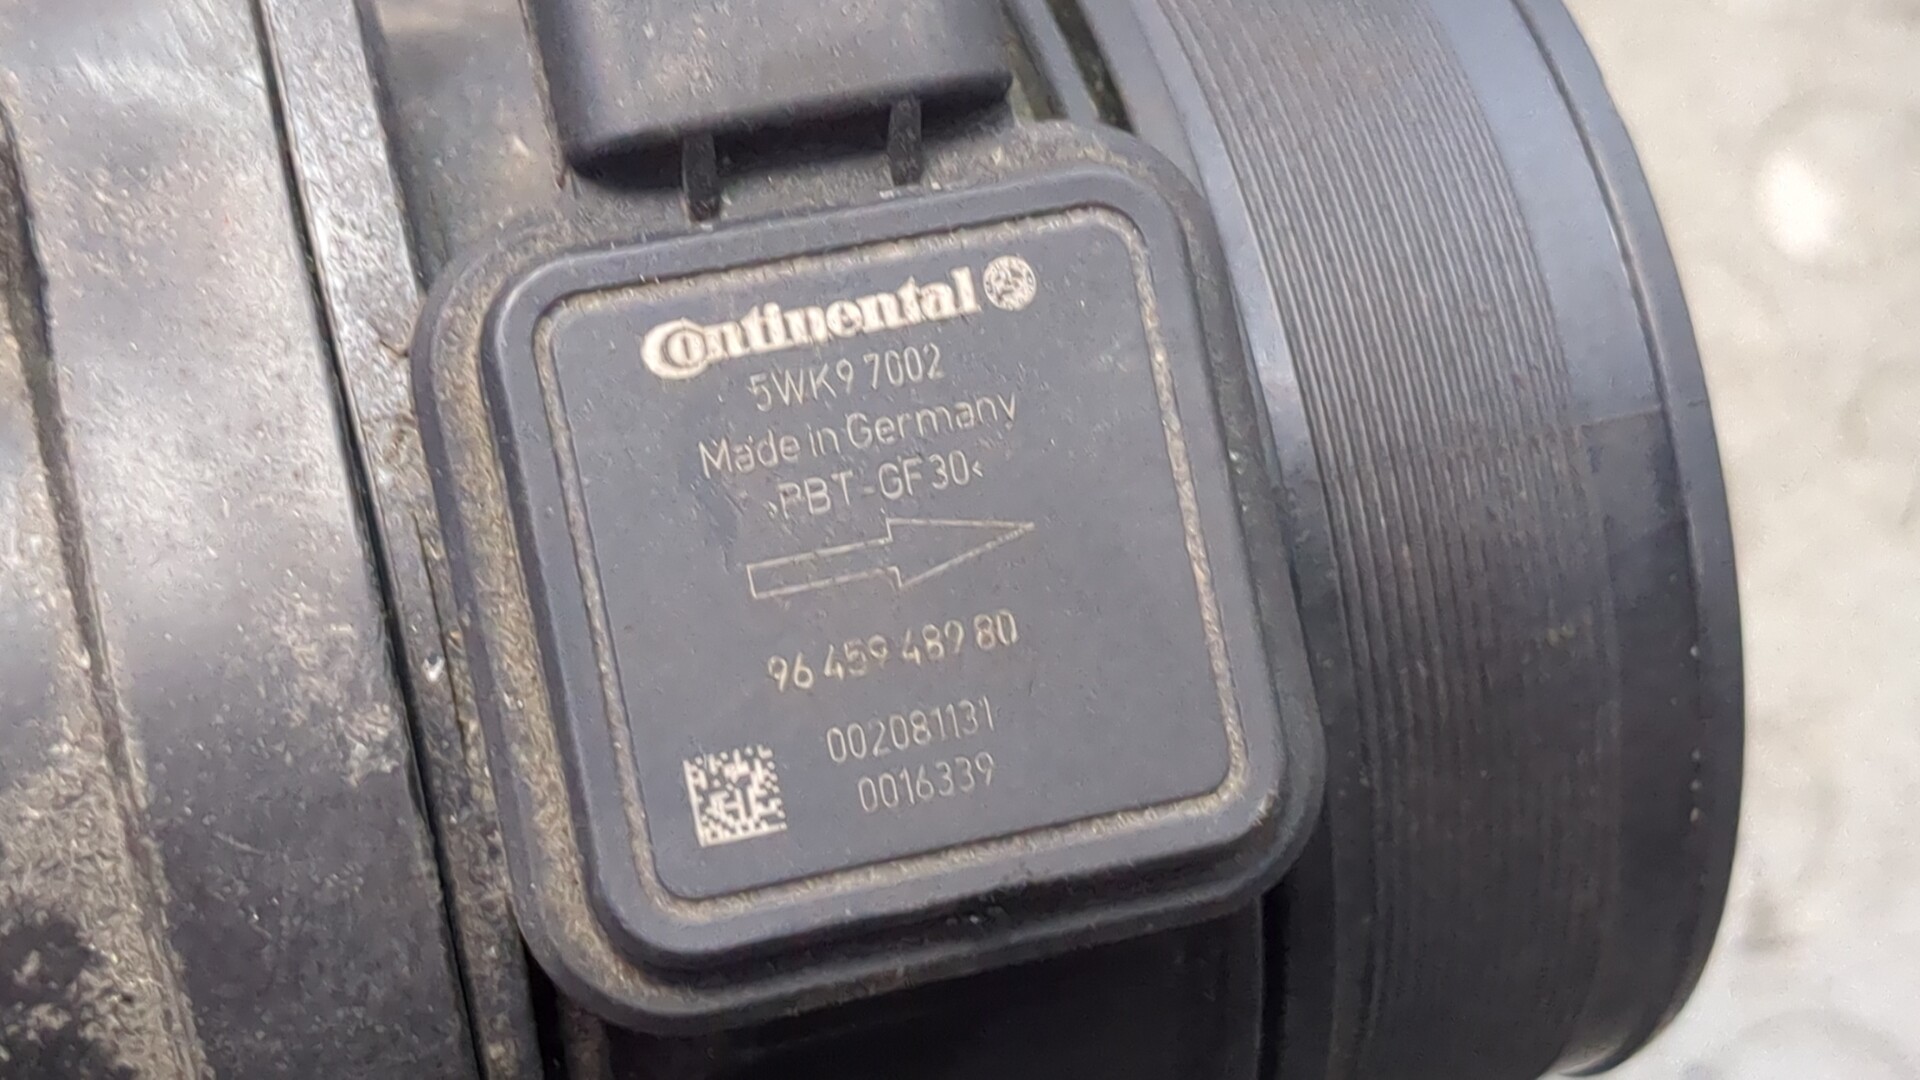 Continental
5WK9 7002
Made in Germany
>PBT-GF30<
96 459 489 80
002081131
0016339